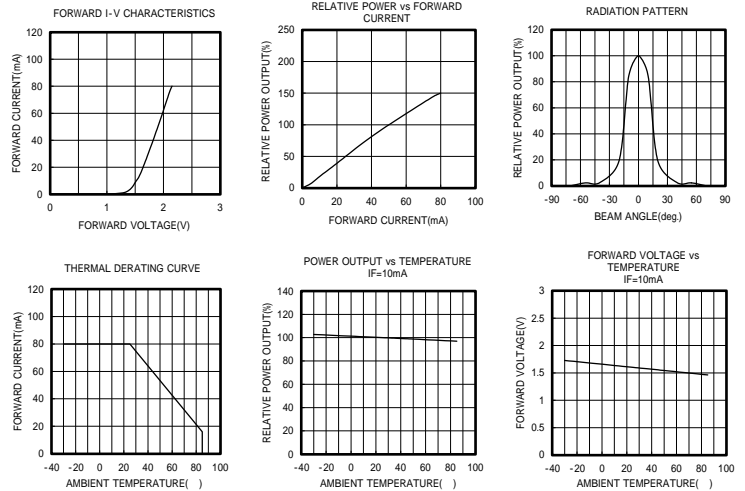 FORWARD I-V CHARACTERISTICS
FORWARD CURRENT(mA)
120
100
80
60
40
20
0
0 1 2 3
FORWARD VOLTAGE(V)
RELATIVE POWER vs FORWARD
CURRENT
RELATIVE POWER OUTPUT(%)
250
200
150
100
50
0
0 20 40 60 80 100
FORWARD CURRENT(mA)
RADIATION PATTERN
RELATIVE POWER OUTPUT(%)
120
100
80
60
40
20
0
-90 -60 -30 0 30 60 90
BEAM ANGLE(deg.)
THERMAL DERATING CURVE
FORWARD CURRENT(mA)
120
100
80
60
40
20
0
-40 -20 0 20 40 60 80 100
AMBIENT TEMPERATURE( )
POWER OUTPUT vs TEMPERATURE
IF=10mA
RELATIVE POWER OUTPUT(%)
140
120
100
80
60
40
20
0
-40 -20 0 20 40 60 80 100
AMBIENT TEMPERATURE( )
FORWARD VOLTAGE vs
TEMPERATURE
IF=10mA
FORWARD VOLTAGE(V)
3
2.5
2
1.5
1
0.5
0
-40 -20 0 20 40 60 80 100
AMBIENT TEMPERATURE( )